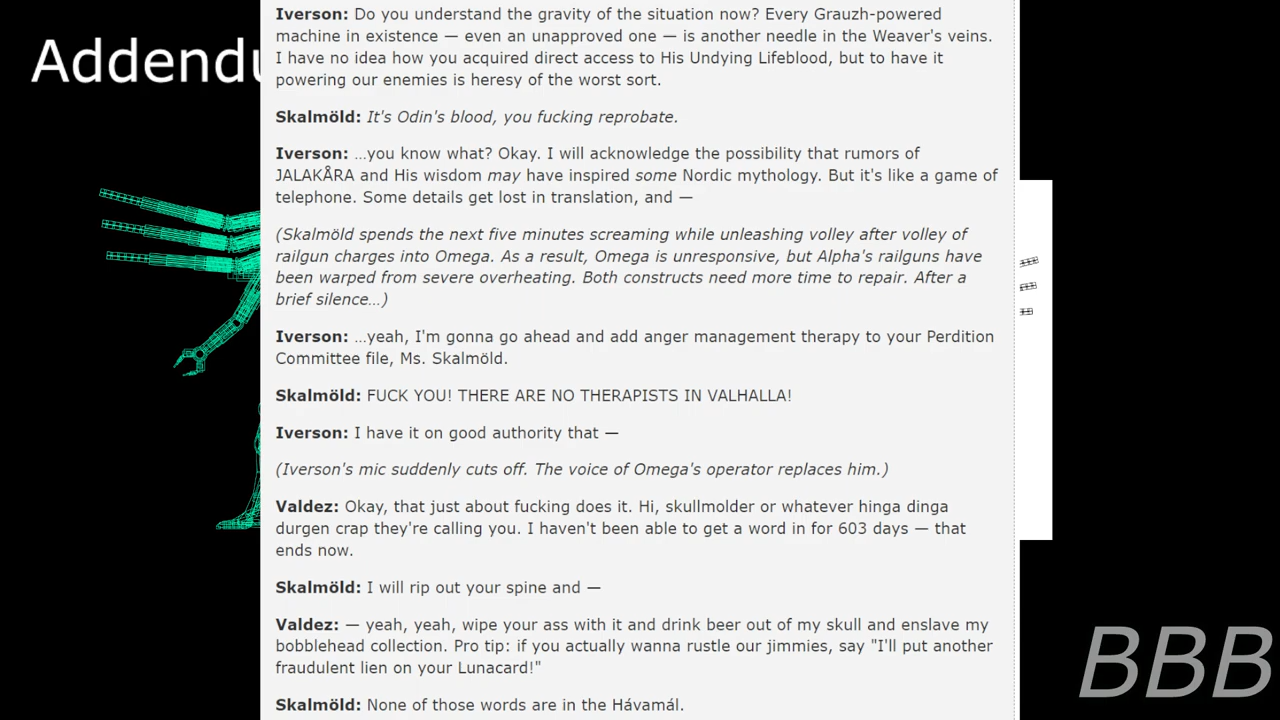 Addendu
Iverson: Do you understand the gravity of the situation now? Every Grauzh-powered
machine in existence — even an unapproved one — is another needle in the Weaver's veins.
I have no idea how you acquired direct access to His Undying Lifeblood, but to have it
powering our enemies is heresy of the worst sort.
Skalmöld: It's Odin's blood, you fucking reprobate.
Iverson: …you know what? Okay. I will acknowledge the possibility that rumors of
JALAKÅRA and His wisdom may have inspired some Nordic mythology. But it's like a game of
telephone. Some details get lost in translation, and —
(Skalmöld spends the next five minutes screaming while unleashing volley after volley of
railgun charges into Omega. As a result, Omega is unresponsive, but Alpha's railguns have
been warped from severe overheating. Both constructs need more time to repair. After a
brief silence…)
Iverson: …yeah, I'm gonna go ahead and add anger management therapy to your Perdition
Committee file, Ms. Skalmöld.
Skalmöld: FUCK YOU! THERE ARE NO THERAPISTS IN VALHALLA!
Iverson: I have it on good authority that —
(Iverson's mic suddenly cuts off. The voice of Omega's operator replaces him.)
Valdez: Okay, that just about fucking does it. Hi, skullmolder or whatever hinga dinga
durgen crap they're calling you. I haven't been able to get a word in for 603 days — that
ends now.
Skalmöld: I will rip out your spine and —
Valdez: — yeah, yeah, wipe your ass with it and drink beer out of my skull and enslave my
bobblehead collection. Pro tip: if you actually wanna rustle our jimmies, say "I'll put another
fraudulent lien on your Lunacard!"
Skalmöld: None of those words are in the Hávamál.
BBB